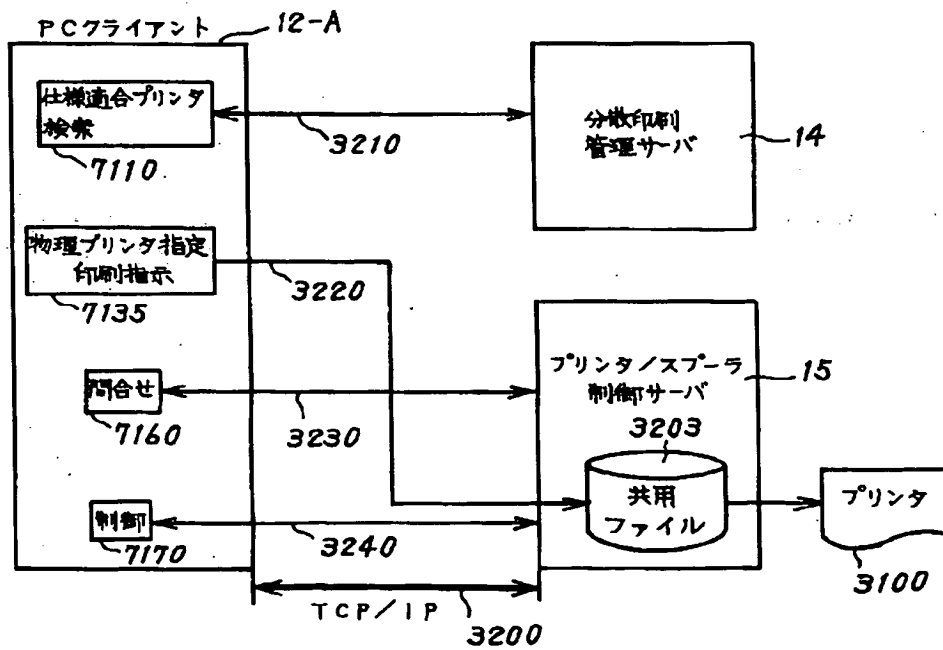 PCクライアント
12-A
仕様適合プリンタ
検索
7110
3210
分散印刷
管理サーバ
14
物理プリンタ指定
印刷指示
7135
3220
問合せ
7160
3230
プリンタ/スプーラ
制御サーバ
15
3203
共用
ファイル
プリンタ
3100
制御
7170
3240
TCP/IP
3200